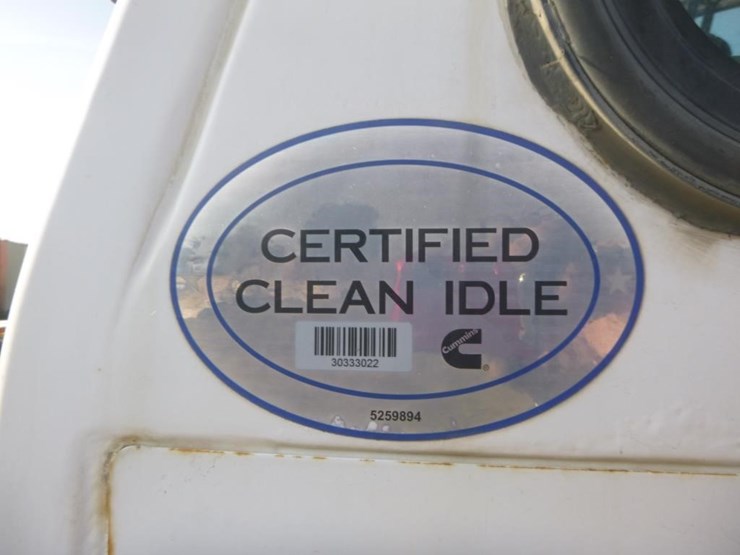 CERTIFIED
CLEAN IDLE
30333022
Cummins
5259894